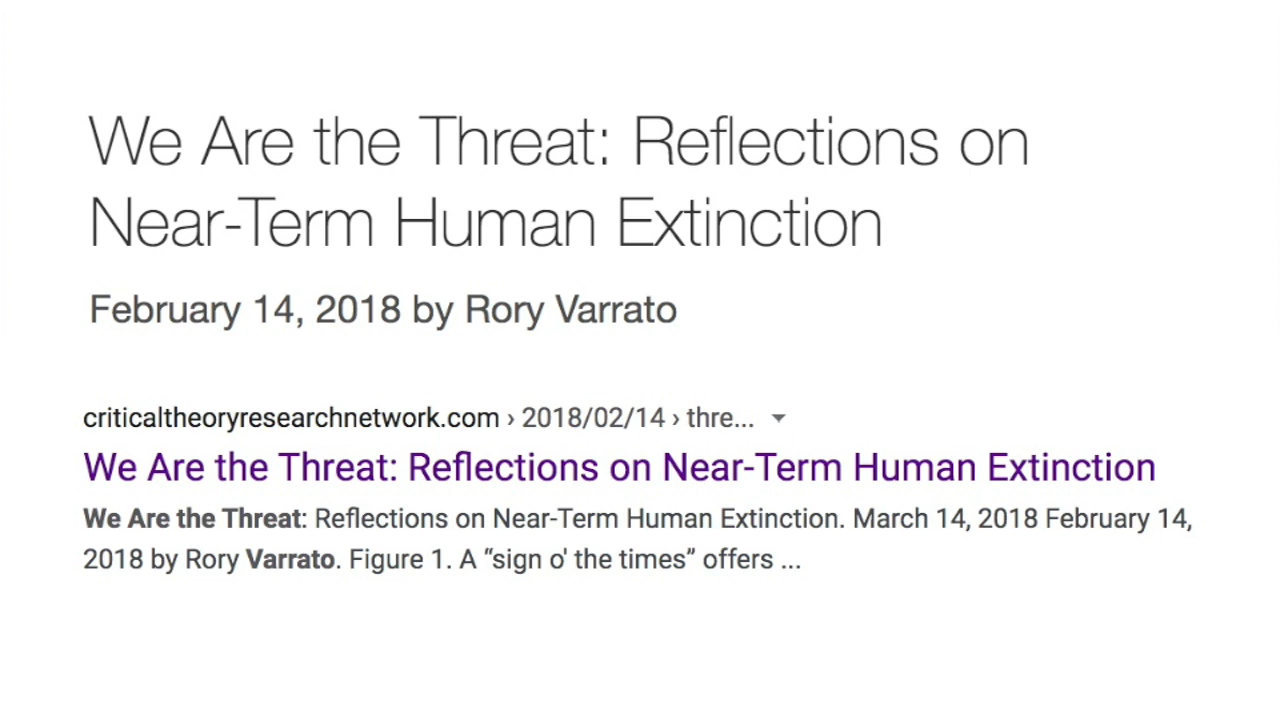 We Are the Threat: Reflections on
Near-Term Human Extinction
February 14, 2018 by Rory Varrato
criticaltheoryresearchnetwork.com › 2018/02/14 › thre...
We Are the Threat: Reflections on Near-Term Human Extinction
We Are the Threat: Reflections on Near-Term Human Extinction. March 14, 2018 February 14,
2018 by Rory Varrato. Figure 1. A “sign o' the times” offers ...